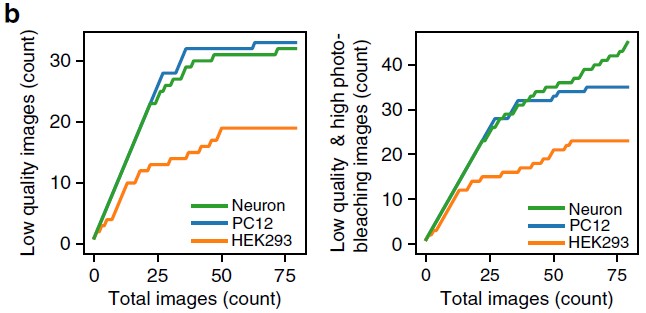 b
Low quality images (count)
30
20
10
0
Neuron
PC12
HEK293
0
25
50
75
Total images (count)
Low quality & high photo-
bleaching images (count)
40
30
20
10
0
Neuron
PC12
HEK293
0
25
50
75
Total images (count)